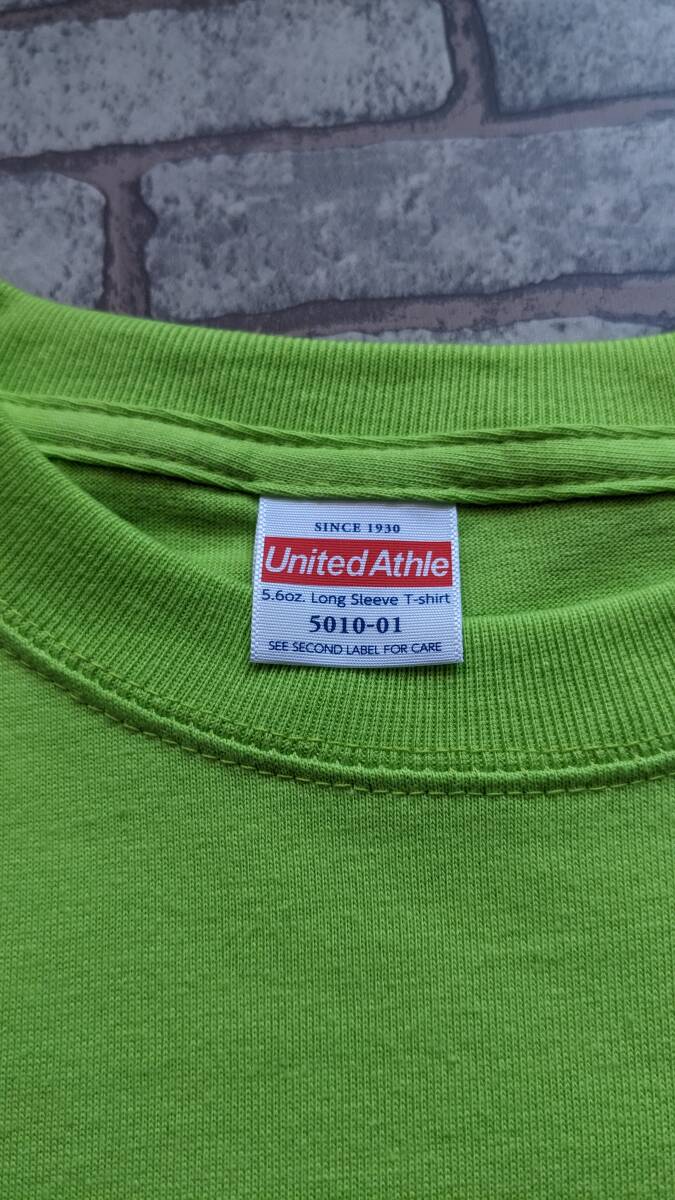 SINCE 1930
United Athle
5.6oz. Long Sleeve T-shirt
5010-01
SEE SECOND LABEL FOR CARE